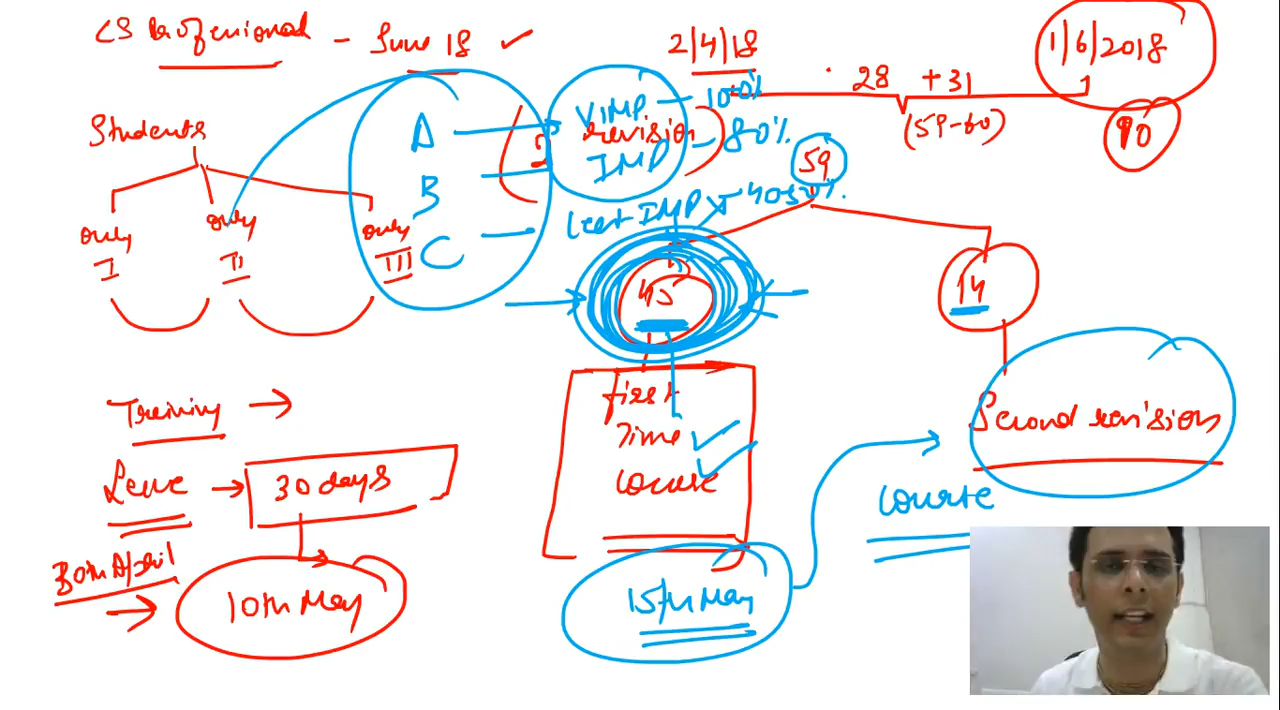 CS Professional - June 18
2/4/18
28 +31
1/6/2018
(59-60)
90
Students
only I
only II
only III
A
B
C
VIMP - 100%
2 revision
IMP - 80%
Least IMP
59
45
14
first
Time
course
Second revision
Training →
Leave → 30 days
30th April
→ 10th May
15th May
course